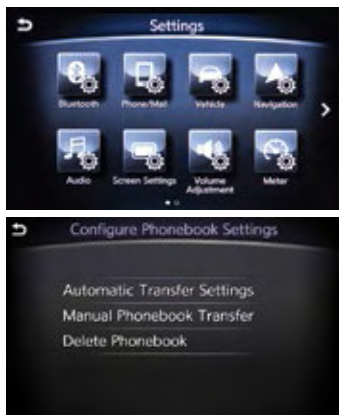 Settings
Bluetooth
Phone/Mail
Vehicle
Navigation
Audio
Screen Settings
Volume
Adjustment
Meter
Configure Phonebook Settings
Automatic Transfer Settings
Manual Phonebook Transfer
Delete Phonebook